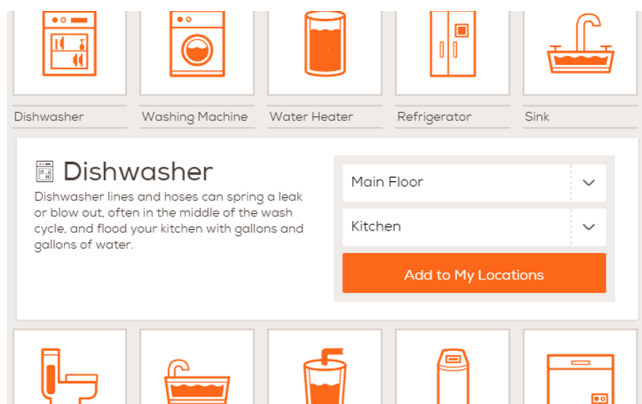 Dishwasher
Washing Machine
Water Heater
Refrigerator
Sink
Dishwasher
Dishwasher lines and hoses can spring a leak
or blow out, often in the middle of the wash
cycle, and flood your kitchen with gallons and
gallons of water.
Main Floor
Kitchen
Add to My Locations